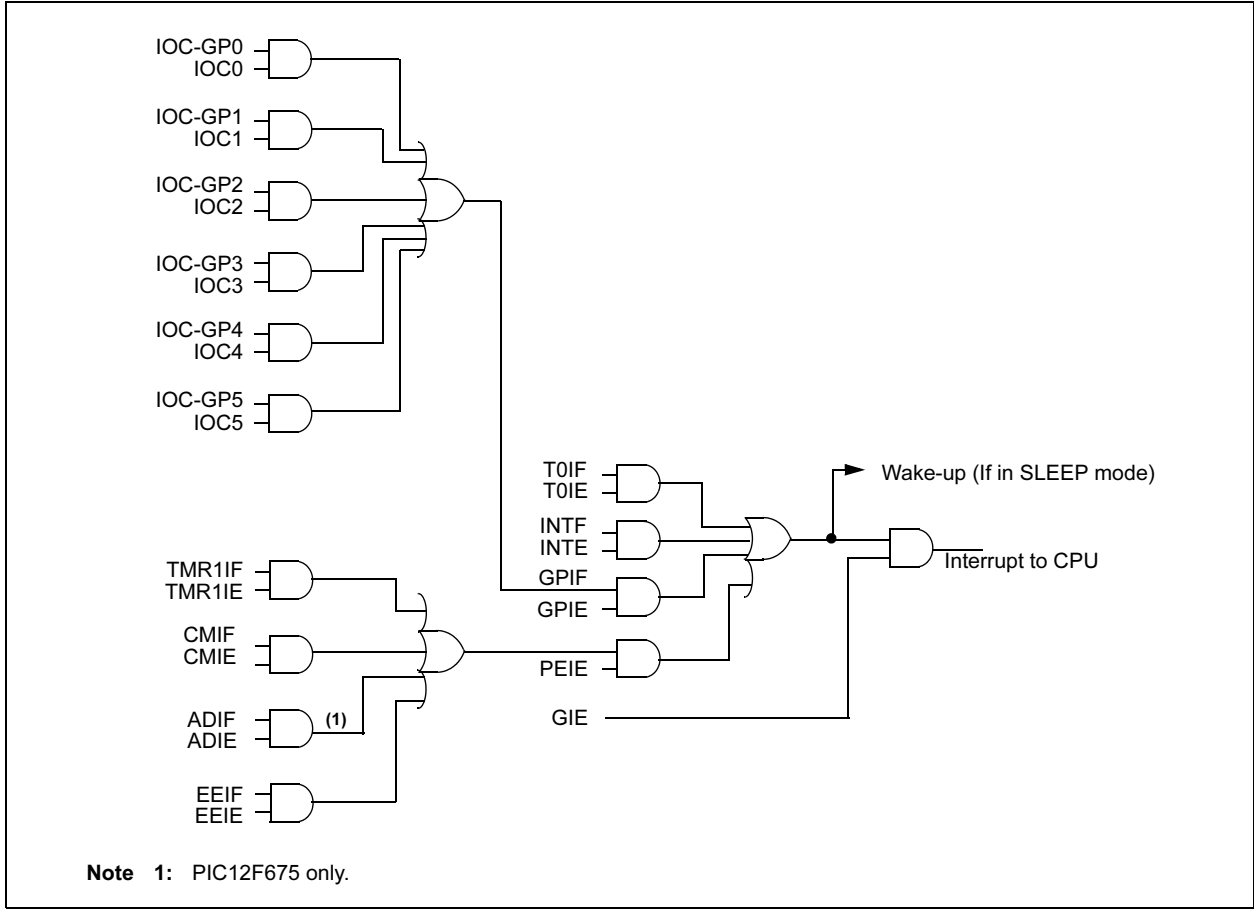 IOC-GP0
IOC0
IOC-GP1
IOC1
IOC-GP2
IOC2
IOC-GP3
IOC3
IOC-GP4
IOC4
IOC-GP5
IOC5
T0IF
T0IE
Wake-up (If in SLEEP mode)
INTF
INTE
Interrupt to CPU
TMR1IF
TMR1IE
GPIF
GPIE
CMIF
CMIE
PEIE
ADIF
ADIE
(1)
GIE
EEIF
EEIE
Note 1: PIC12F675 only.